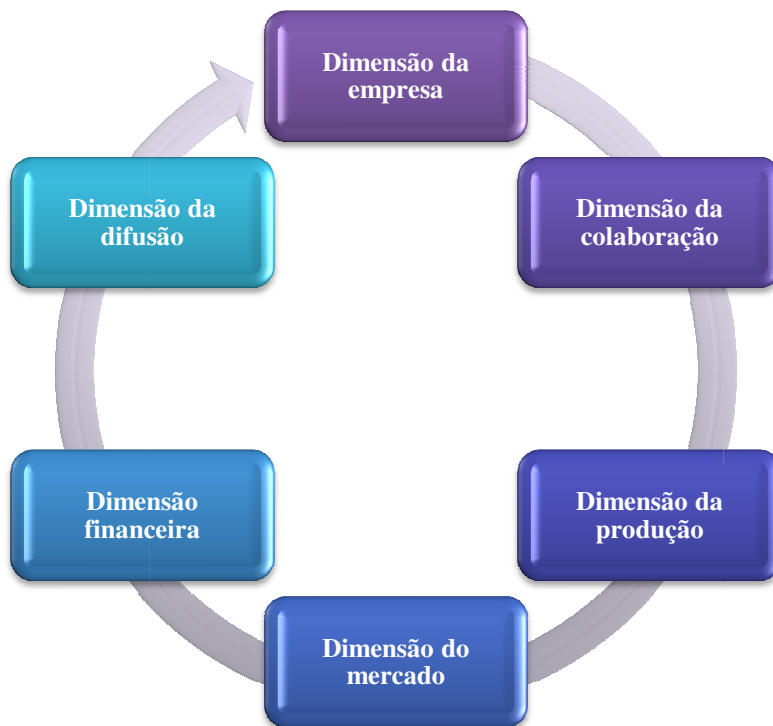 Dimensão da
empresa
Dimensão da
colaboração
Dimensão da
produção
Dimensão do
mercado
Dimensão
financeira
Dimensão da
difusão